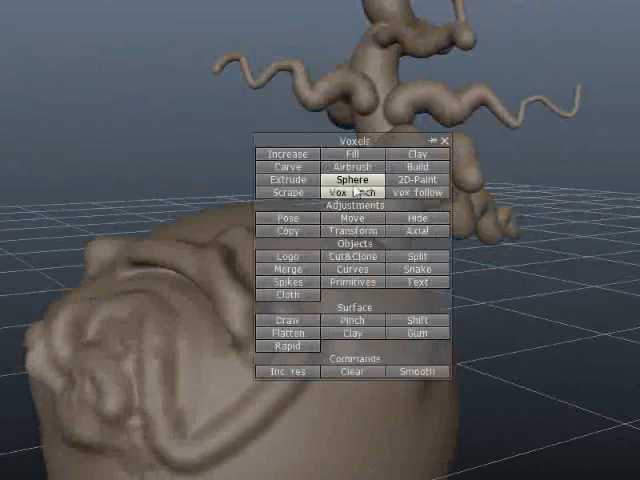 Voxels
Increase Fill Clay
Carve Airbrush Build
Extrude Sphere 2D-Paint
Scrape Vox follow
Adjustments
Pose Move Hide
Copy Transform Axial
Objects
Logo Cut&Clone Split
Merge Curves Snake
Spikes Primitives Text
Cloth
Surface
Draw Pinch Shift
Flatten Clay Gum
Rapid
Commands
Inc. res Clear Smooth